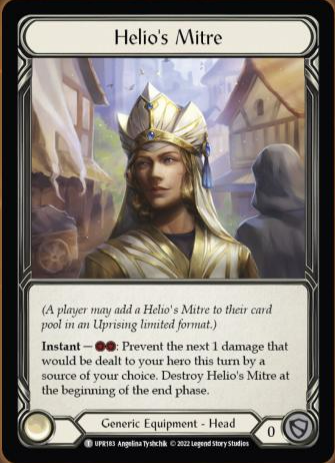 Helio's Mitre
(A player may add a Helio's Mitre to their card
pool in an Uprising limited format.)
Instant — : Prevent the next 1 damage that
would be dealt to your hero this turn by a
source of your choice. Destroy Helio's Mitre at
the beginning of the end phase.
Generic Equipment - Head
0
T UPR183 Angelina Tyshchik © 2022 Legend Story Studios